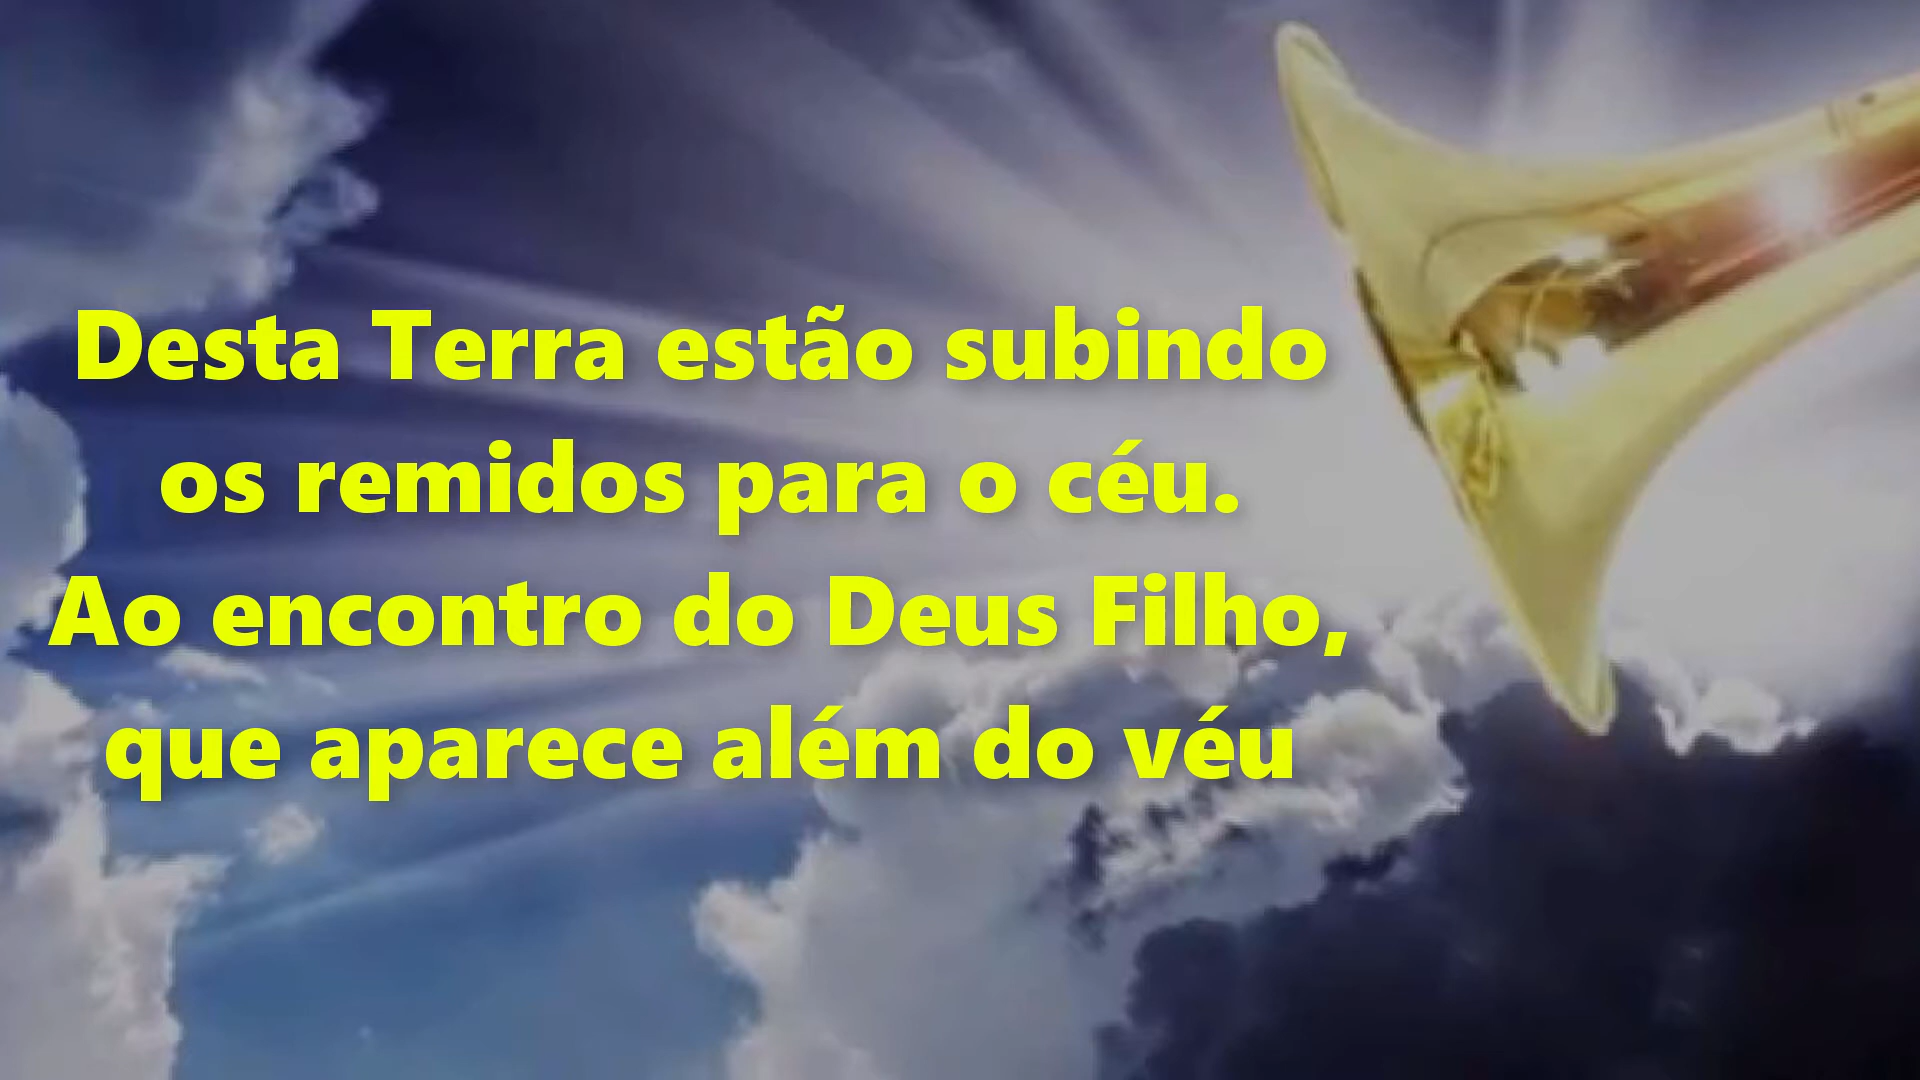 Desta Terra estão subindo
os remidos para o céu.
Ao encontro do Deus Filho,
que aparece além do véu